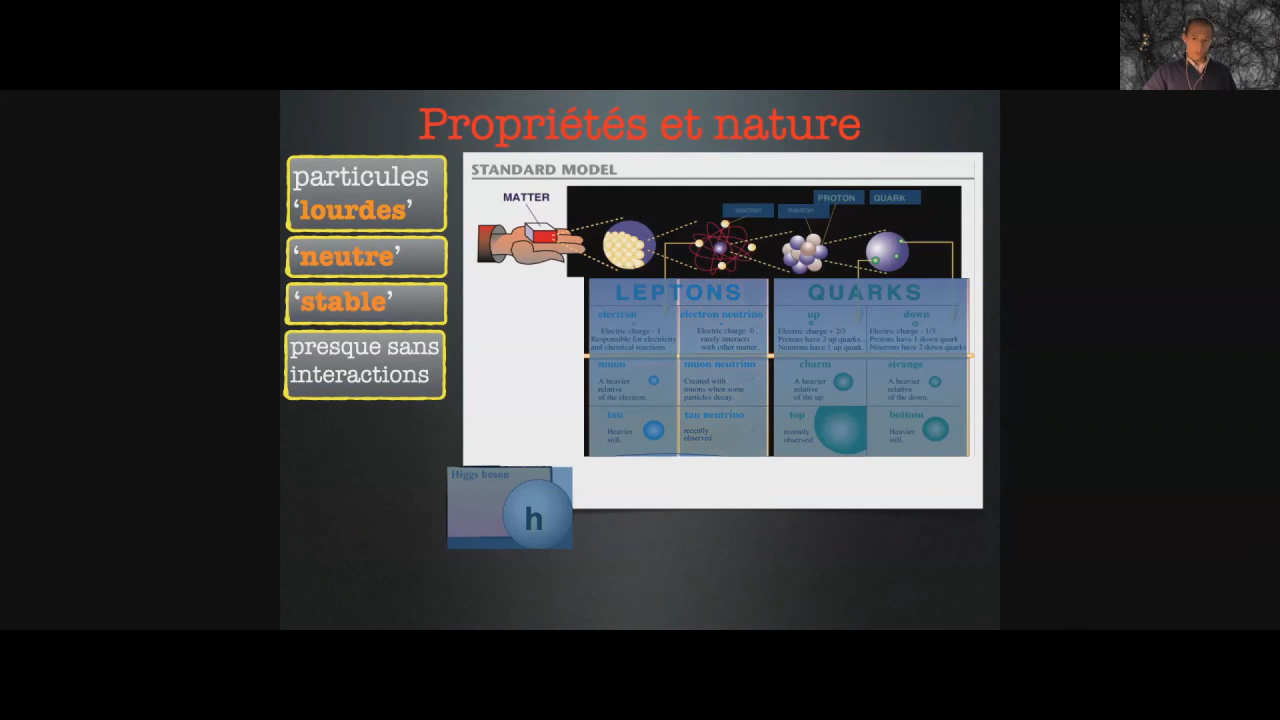 Propriétés et nature
particules
‘lourdes’
‘neutre’
‘stable’
presque sans
interactions
STANDARD MODEL
MATTER
electron
neutron
PROTON
QUARK
LEPTONS
QUARKS
electron
Electric charge - 1
Responsible for electricity
and chemical reactions
electron neutrino
Electric charge 0 ,
rarely interacts
with other matter.
up
Electric charge + 2/3
Protons have 2 up quarks
Neutrons have 1 up quark.
down
Electric charge - 1/3.
Protons have 1 down quark
Neutrons have 2 down quarks
muon
A heavier
relative
of the electron.
muon neutrino
Created with
muons when some
particles decay.
charm
A heavier
relative
of the up
strange
A heavier
relative
of the down.
tau
Heavier
still.
tau neutrino
recently
observed
top
recently
observed.
bottom
Heavier
still.
Higgs boson
h